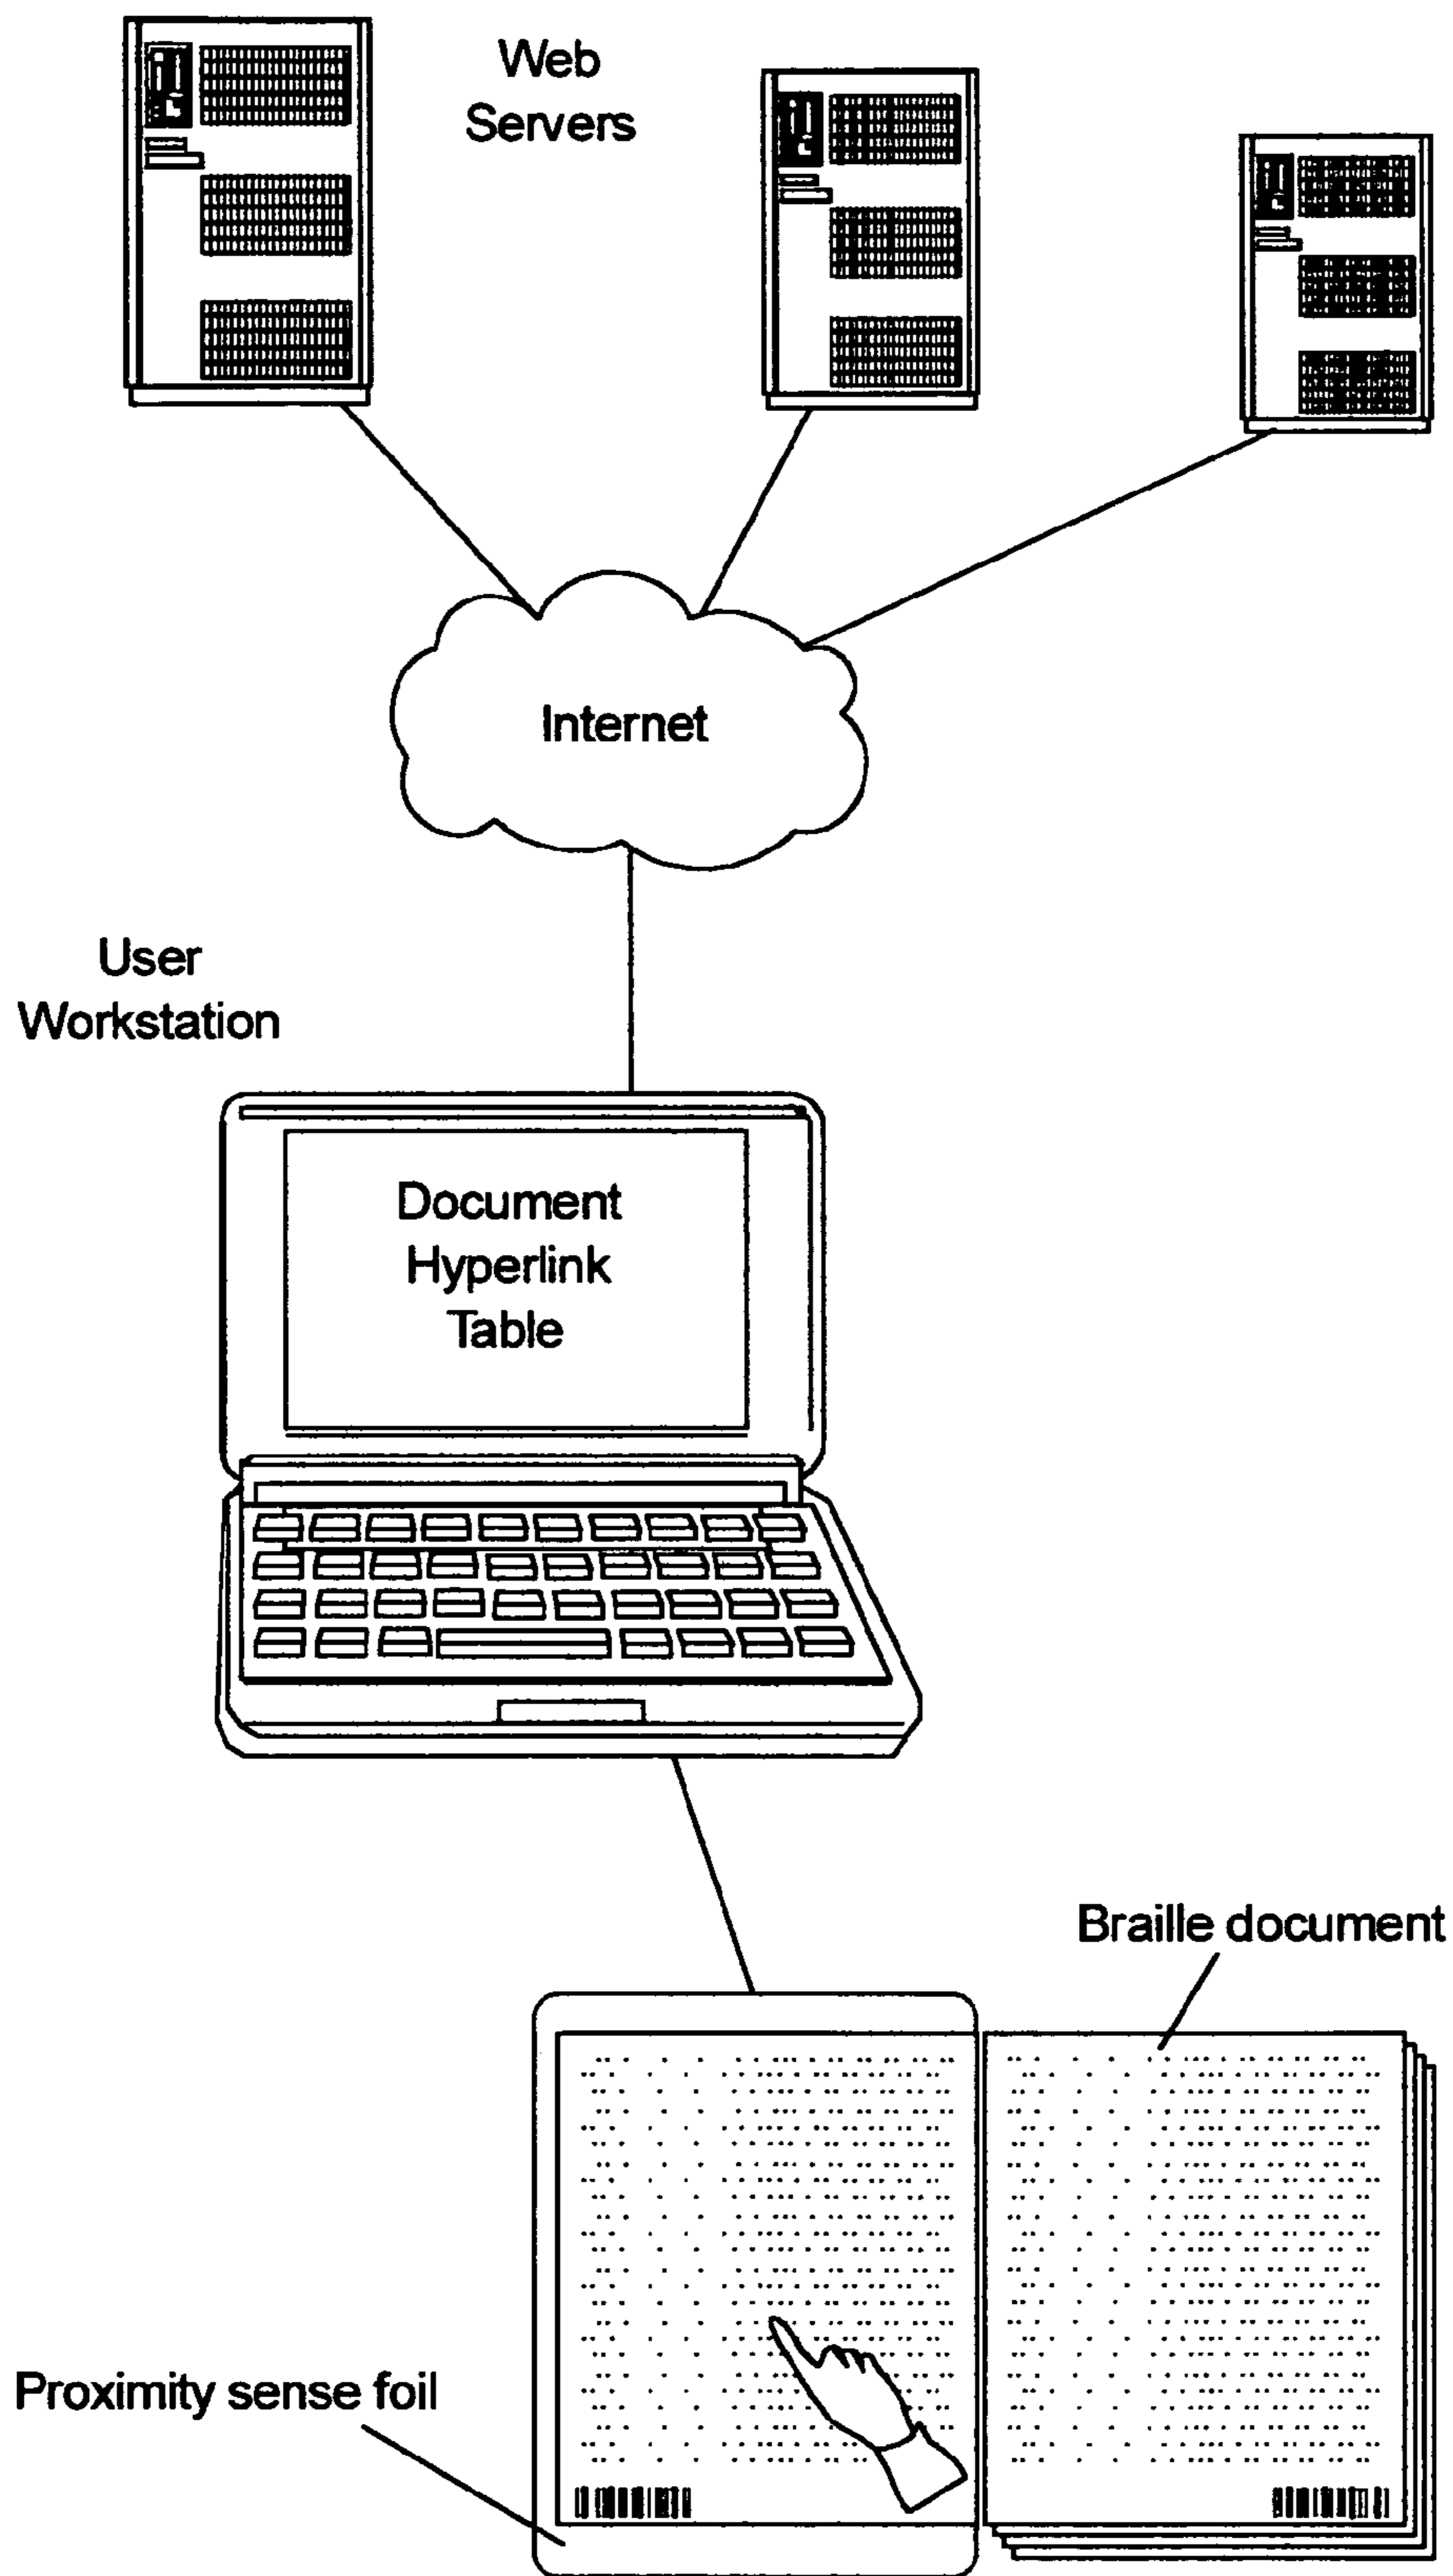 Web
Servers
Internet
User
Workstation
Document
Hyperlink
Table
Braille document
Proximity sense foil